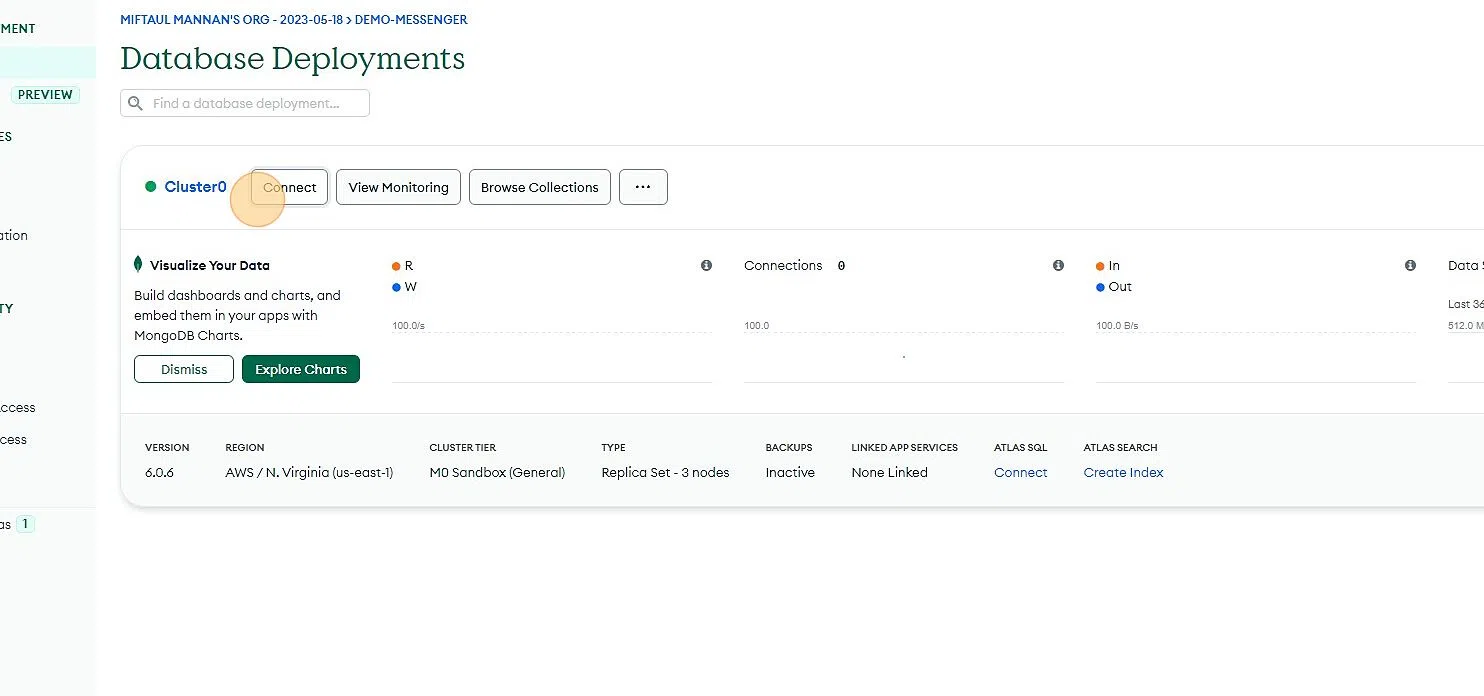 MENT
PREVIEW
ES
ation
TY
ccess
cess
as 1
MIFTAUL MANNAN'S ORG - 2023-05-18 > DEMO-MESSENGER
Database Deployments
Find a database deployment...
Cluster0 Connect View Monitoring Browse Collections ...
Visualize Your Data
Build dashboards and charts, and
embed them in your apps with
MongoDB Charts.
Dismiss Explore Charts
R
W
100.0/s
Connections 0
100.0
In
Out
100.0 B/s
Data S
Last 36
512.0 M
VERSION REGION CLUSTER TIER TYPE BACKUPS LINKED APP SERVICES ATLAS SQL ATLAS SEARCH
6.0.6 AWS / N. Virginia (us-east-1) M0 Sandbox (General) Replica Set - 3 nodes Inactive None Linked Connect Create Index